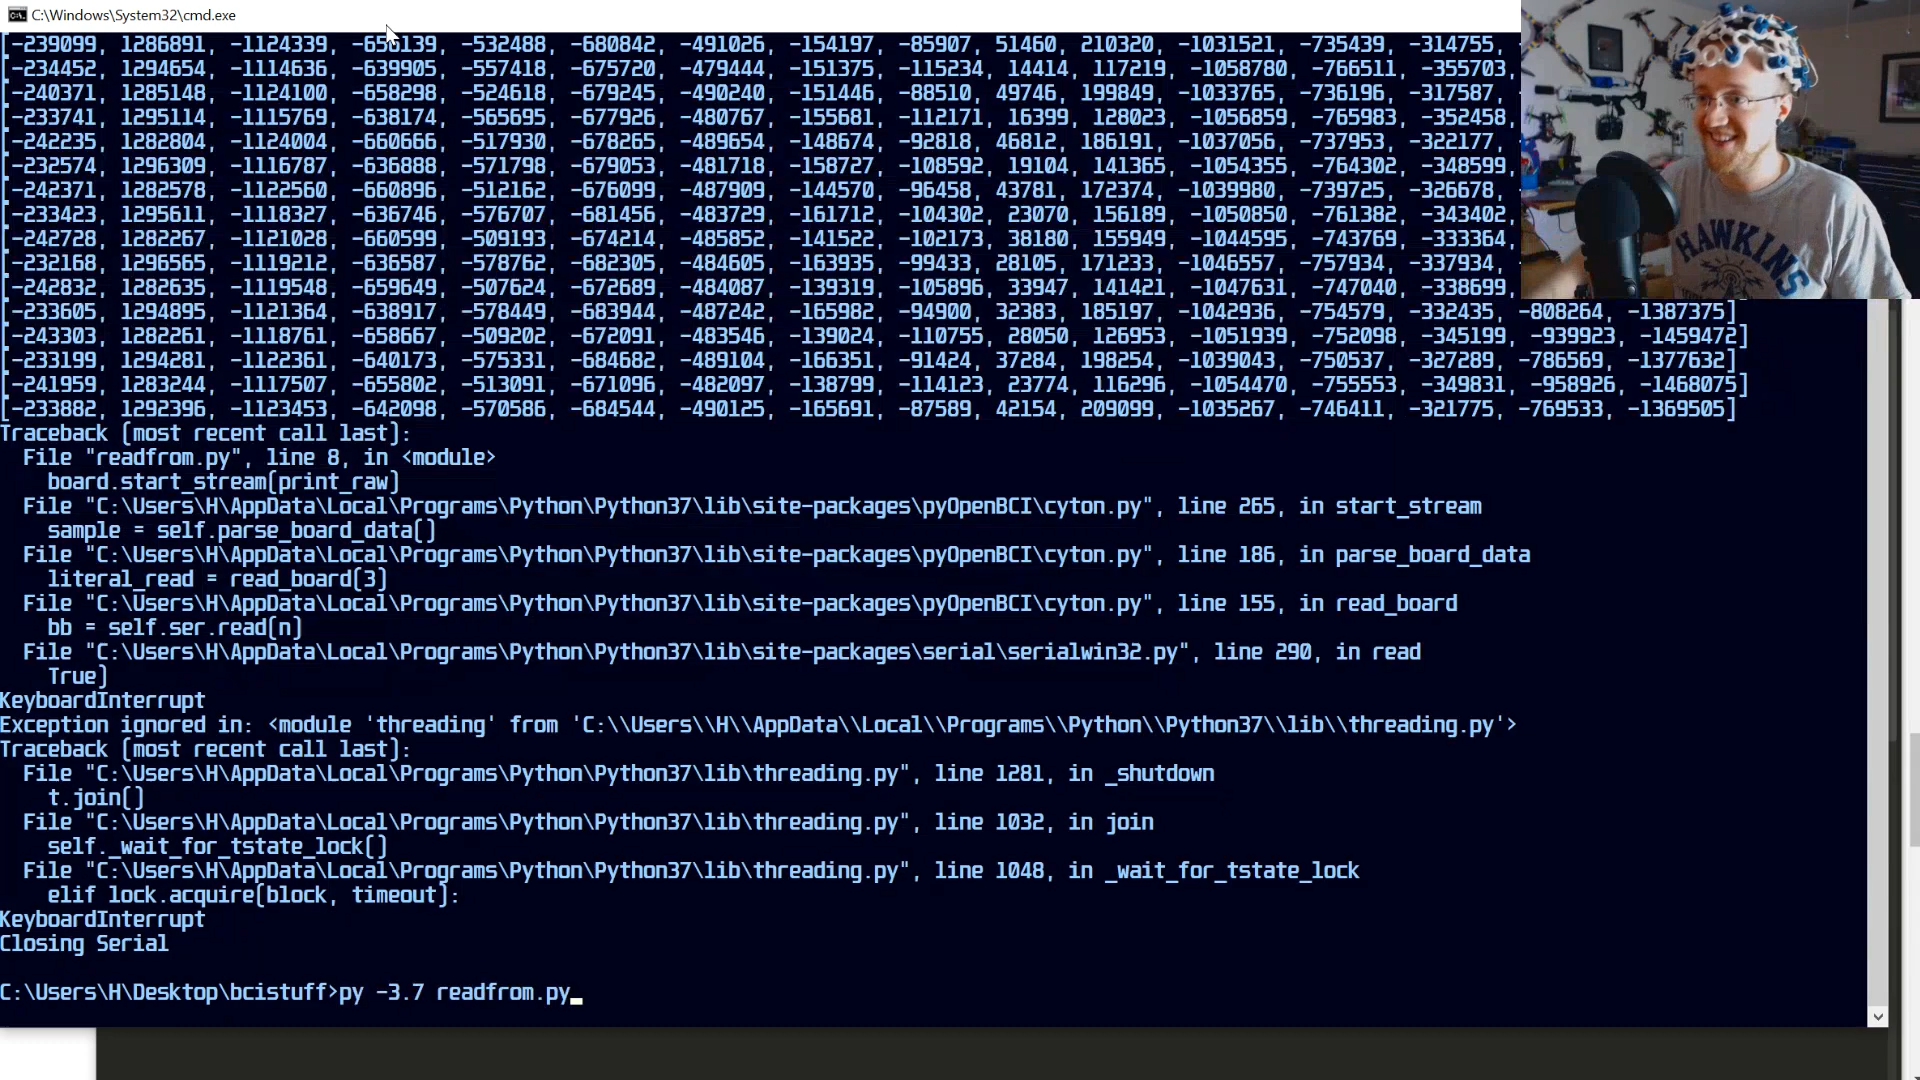 C:\Windows\System32\cmd.exe
[-239099, 1286891, -1124339, -656139, -532488, -680842, -491026, -154197, -85907, 51460, 210320, -1031521, -735439, -314755,
[-234452, 1294654, -1114636, -639905, -557418, -675720, -479444, -151375, -115234, 14414, 117219, -1058780, -766511, -355703,
[-240371, 1285148, -1124100, -658298, -524618, -679245, -490240, -151446, -88510, 49746, 199849, -1033765, -736196, -317587,
[-233741, 1295114, -1115769, -638174, -565695, -677926, -480767, -155681, -112171, 16399, 128023, -1056859, -765983, -352458,
[-242235, 1282804, -1124004, -660666, -517930, -678265, -489654, -148674, -92818, 46812, 186191, -1037056, -737953, -322177,
[-232574, 1296309, -1116787, -636888, -571798, -679053, -481718, -158727, -108592, 19104, 141365, -1054355, -764302, -348599,
[-242371, 1282578, -1122560, -660896, -512162, -676099, -487909, -144570, -96458, 43781, 172374, -1039980, -739725, -326678,
[-233423, 1295611, -1118327, -636746, -576707, -681456, -483729, -161712, -104302, 23070, 156189, -1050850, -761382, -343402,
[-242728, 1282267, -1121028, -660599, -509193, -674214, -485852, -141522, -102173, 38180, 155949, -1044595, -743769, -333364,
[-232168, 1296565, -1119212, -636587, -578762, -682305, -484605, -163935, -99433, 28105, 171233, -1046557, -757934, -337934,
[-242832, 1282635, -1119548, -659649, -507624, -672689, -484087, -139319, -105896, 33947, 141421, -1047631, -747040, -338699,
[-233605, 1294895, -1121364, -638917, -578449, -683944, -487242, -165982, -94900, 32383, 185197, -1042936, -754579, -332435, -808264, -1387375]
[-243303, 1282261, -1118761, -658667, -509202, -672091, -483546, -139024, -110755, 28050, 126953, -1051939, -752098, -345199, -939923, -1459472]
[-233199, 1294281, -1122361, -640173, -575331, -684682, -489104, -166351, -91424, 37284, 198254, -1039043, -750537, -327289, -786569, -1377632]
[-241959, 1283244, -1117507, -655802, -513091, -671096, -482097, -138799, -114123, 23774, 116296, -1054470, -755553, -349831, -958926, -1468075]
[-233882, 1292396, -1123453, -642098, -570586, -684544, -490125, -165691, -87589, 42154, 209099, -1035267, -746411, -321775, -769533, -1369505]
Traceback (most recent call last):
File "readfrom.py", line 8, in <module>
board.start_stream(print_raw)
File "C:\Users\H\AppData\Local\Programs\Python\Python37\lib\site-packages\pyOpenBCI\cyton.py", line 265, in start_stream
sample = self.parse_board_data()
File "C:\Users\H\AppData\Local\Programs\Python\Python37\lib\site-packages\pyOpenBCI\cyton.py", line 186, in parse_board_data
literal_read = read_board(3)
File "C:\Users\H\AppData\Local\Programs\Python\Python37\lib\site-packages\pyOpenBCI\cyton.py", line 155, in read_board
bb = self.ser.read(n)
File "C:\Users\H\AppData\Local\Programs\Python\Python37\lib\site-packages\serial\serialwin32.py", line 290, in read
True)
KeyboardInterrupt
Exception ignored in: <module 'threading' from 'C:\\Users\\H\\AppData\\Local\\Programs\\Python\\Python37\\lib\\threading.py'>
Traceback (most recent call last):
File "C:\Users\H\AppData\Local\Programs\Python\Python37\lib\threading.py", line 1281, in _shutdown
t.join()
File "C:\Users\H\AppData\Local\Programs\Python\Python37\lib\threading.py", line 1032, in join
self._wait_for_tstate_lock()
File "C:\Users\H\AppData\Local\Programs\Python\Python37\lib\threading.py", line 1048, in _wait_for_tstate_lock
elif lock.acquire(block, timeout):
KeyboardInterrupt
Closing Serial
C:\Users\H\Desktop\bcistuff>py -3.7 readfrom.py
HAWKINS